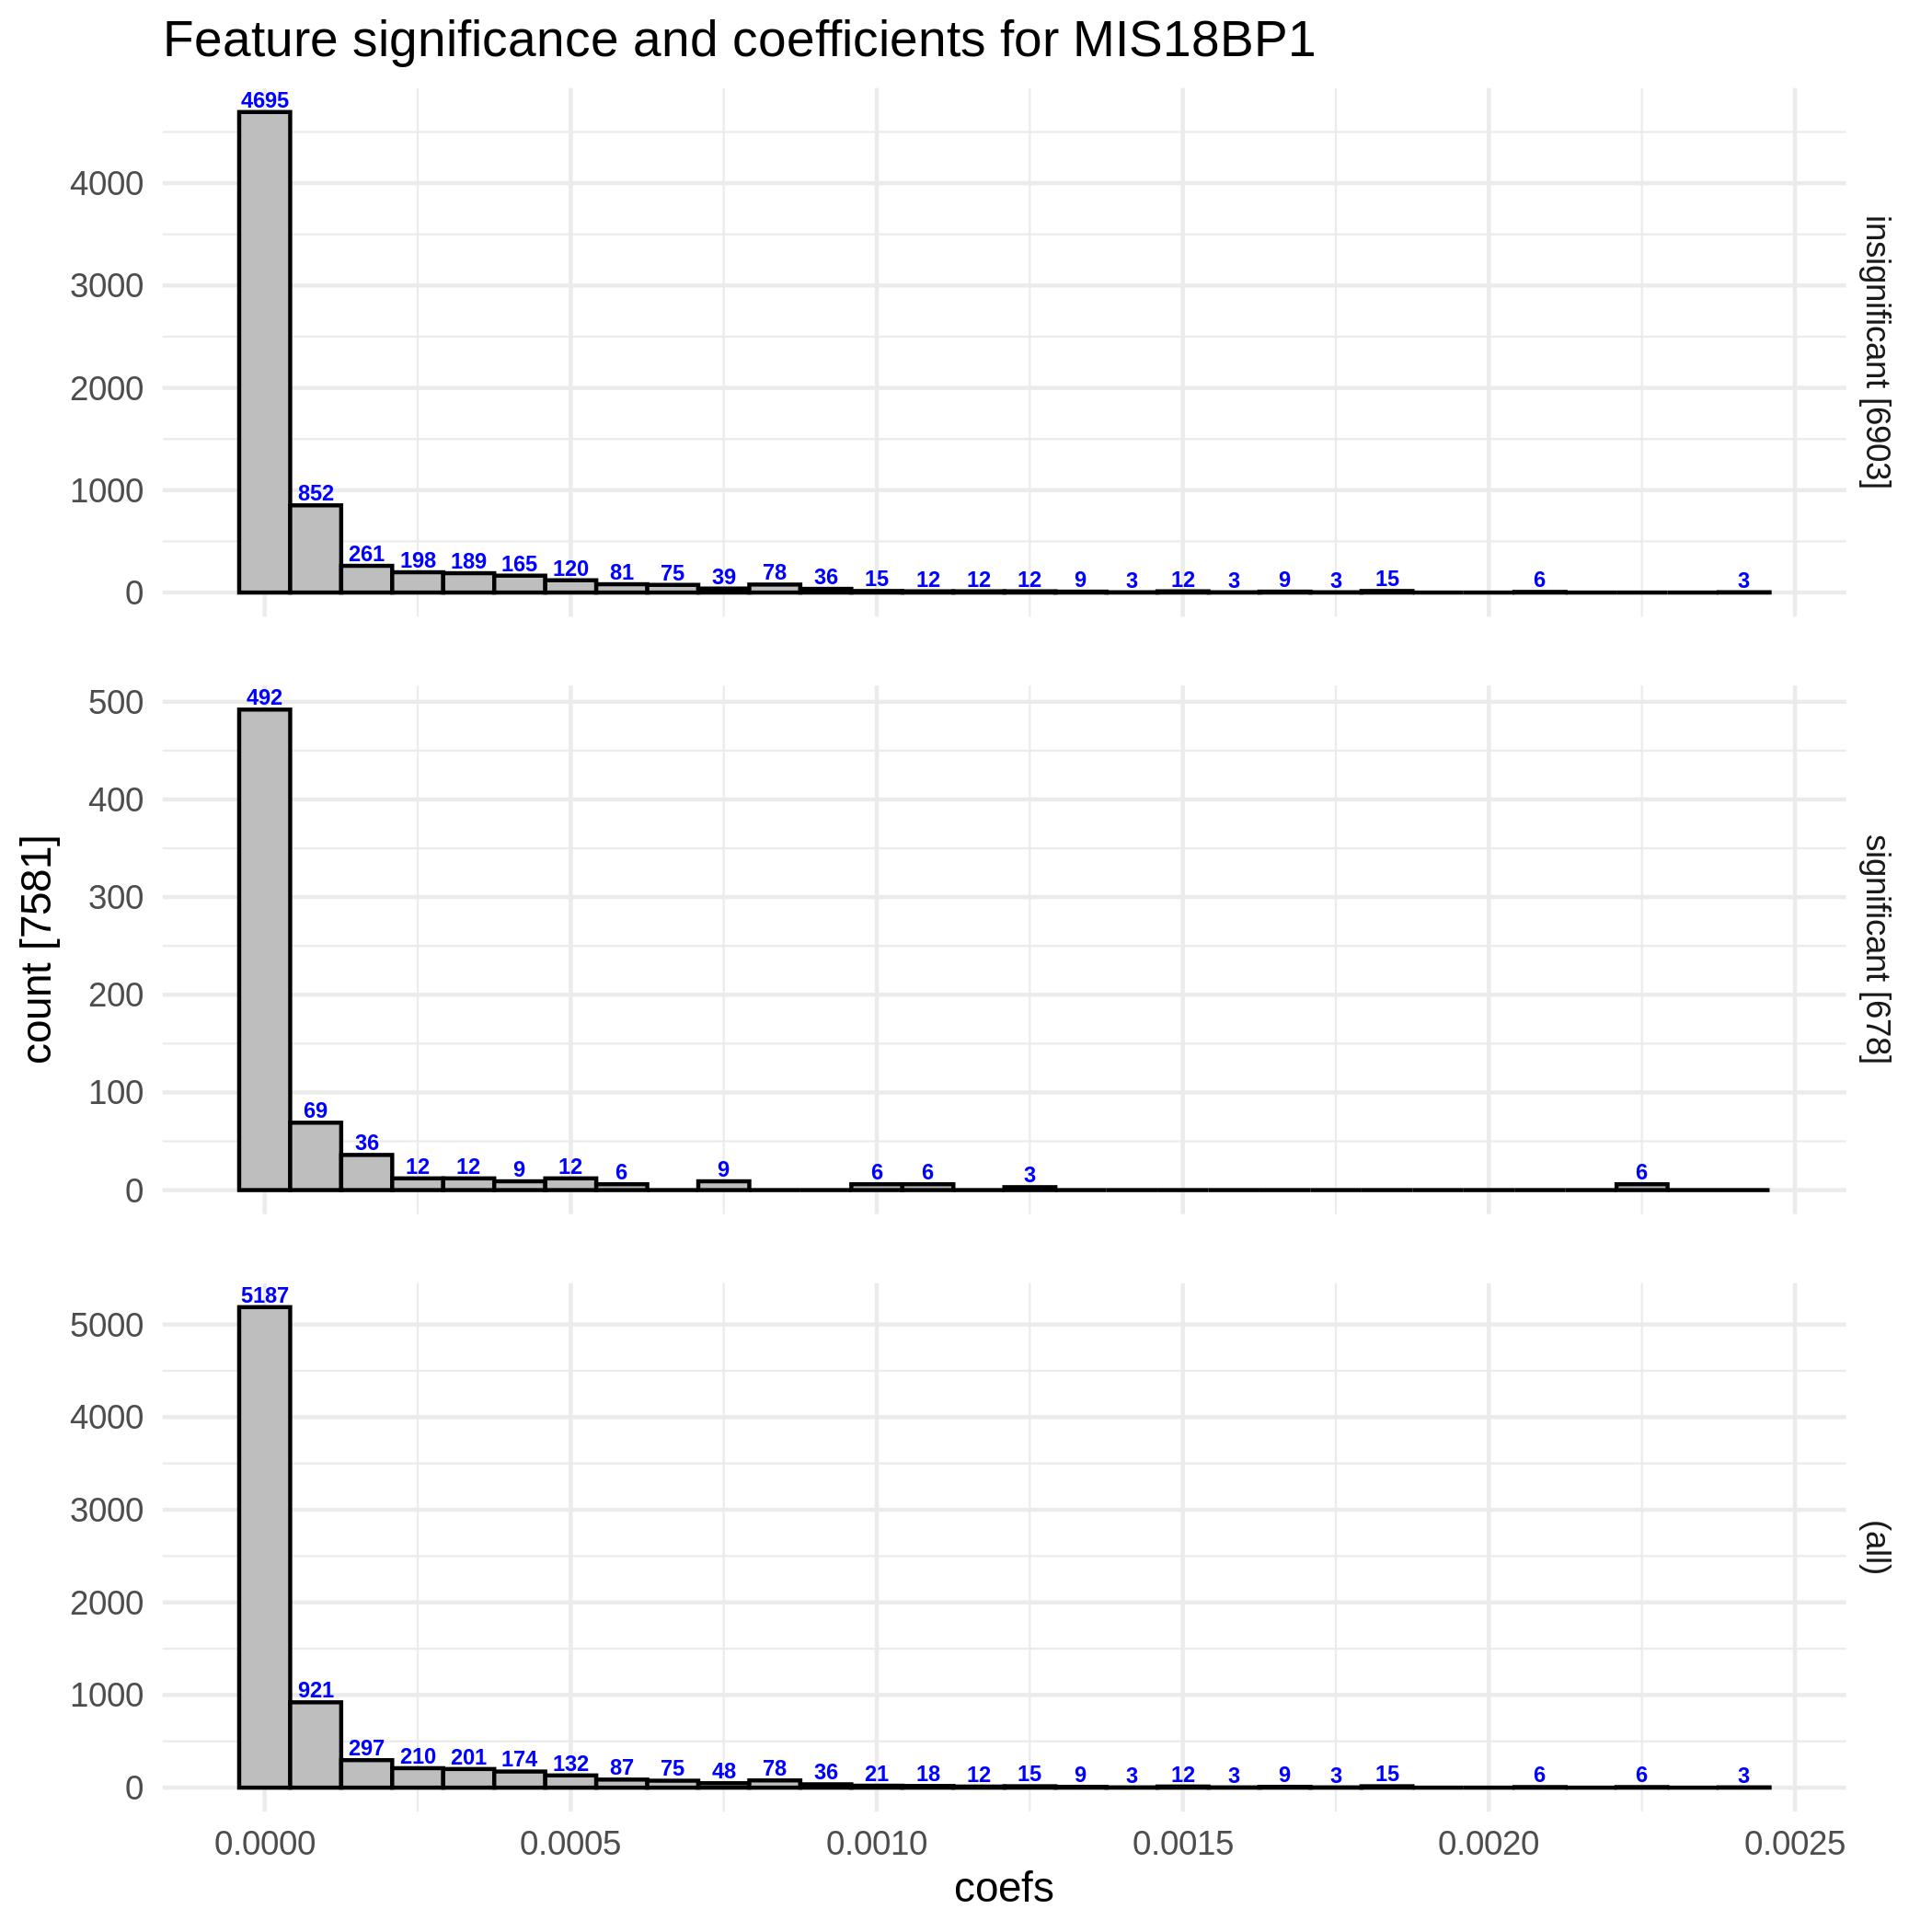 Feature significance and coefficients for MIS18BP1
4695
4000
3000
2000
1000
0
852
261 198 189 165 120 81 75 39 78 36 15 12 12 12 9 3 12 3 9 3 15 6 3
insignificant [6903]
500
400
300
200
100
0
492
69
36
12 12 9 12 6 9 6 6 3 6
significant [678]
count [7581]
5187
5000
4000
3000
2000
1000
0
921
297 210 201 174 132 87 75 48 78 36 21 18 12 15 9 3 12 3 9 3 15 6 6 3
(all)
0.0000 0.0005 0.0010 0.0015 0.0020 0.0025
coefs